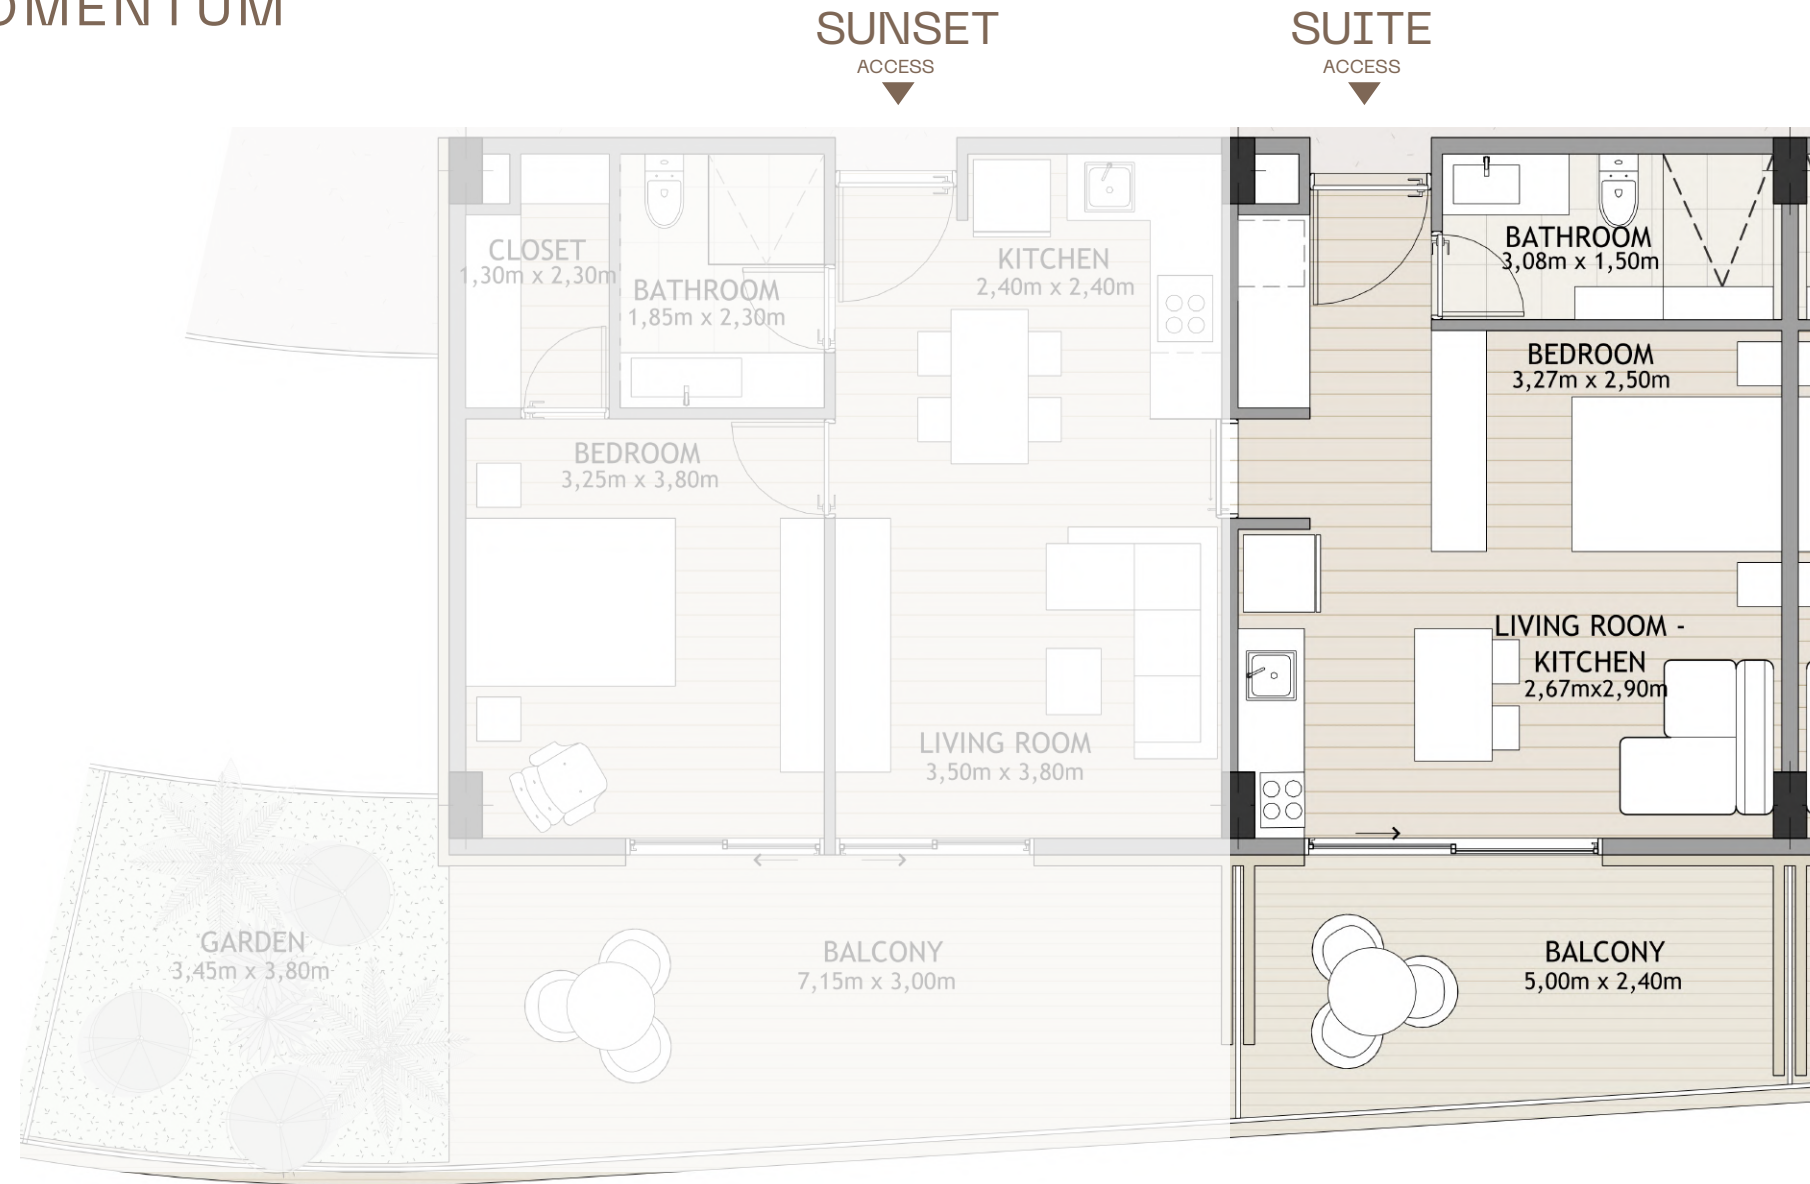 OMENTUM
SUNSET
ACCESS
SUITE
ACCESS
CLOSET
1,30m x 2,30m
BATHROOM
1,85m x 2,30m
KITCHEN
2,40m x 2,40m
BATHROOM
3,08m x 1,50m
BEDROOM
3,27m x 2,50m
BEDROOM
3,25m x 3,80m
LIVING ROOM -
KITCHEN
2,67mx2,90m
LIVING ROOM
3,50m x 3,80m
GARDEN
3,45m x 3,80m
BALCONY
7,15m x 3,00m
BALCONY
5,00m x 2,40m